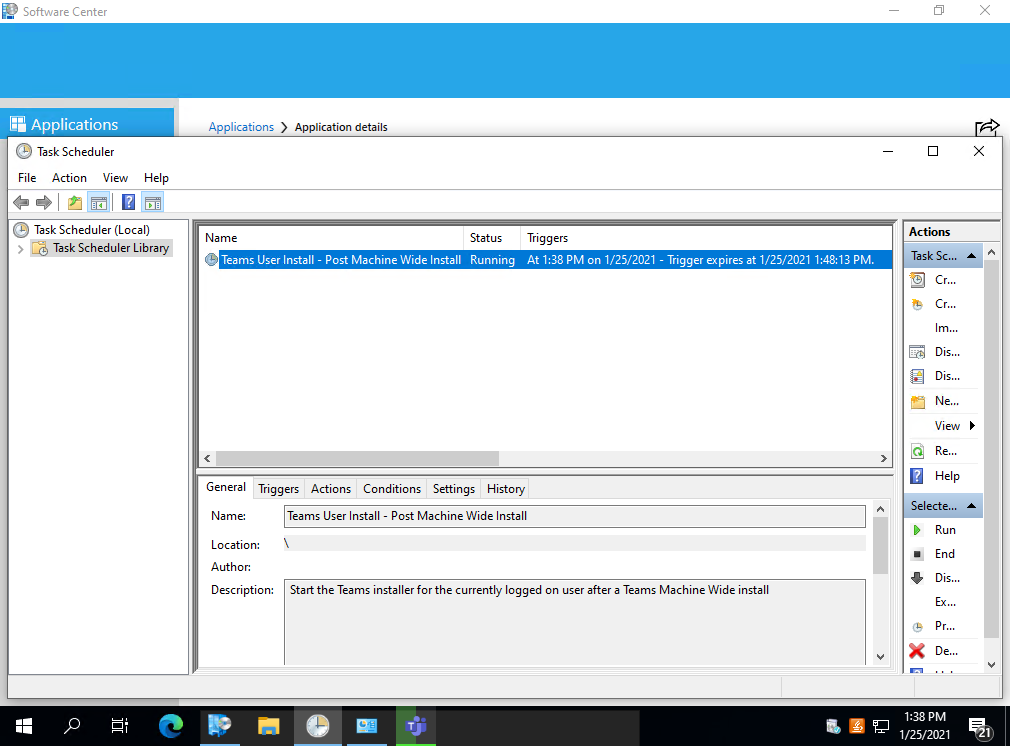 Software Center
Applications
Applications > Application details
Task Scheduler
File Action View Help
Task Scheduler (Local)
Task Scheduler Library
Name Status Triggers
Teams User Install - Post Machine Wide Install Running At 1:38 PM on 1/25/2021 - Trigger expires at 1/25/2021 1:48:13 PM.
Actions
Task Sc...
Cr...
Cr...
Im...
Dis...
Dis...
Ne...
View
Re...
Help
Selecte...
Run
End
Dis...
Ex...
Pr...
De...
General Triggers Actions Conditions Settings History
Name: Teams User Install - Post Machine Wide Install
Location: \
Author:
Description: Start the Teams installer for the currently logged on user after a Teams Machine Wide install
1:38 PM
1/25/2021
21